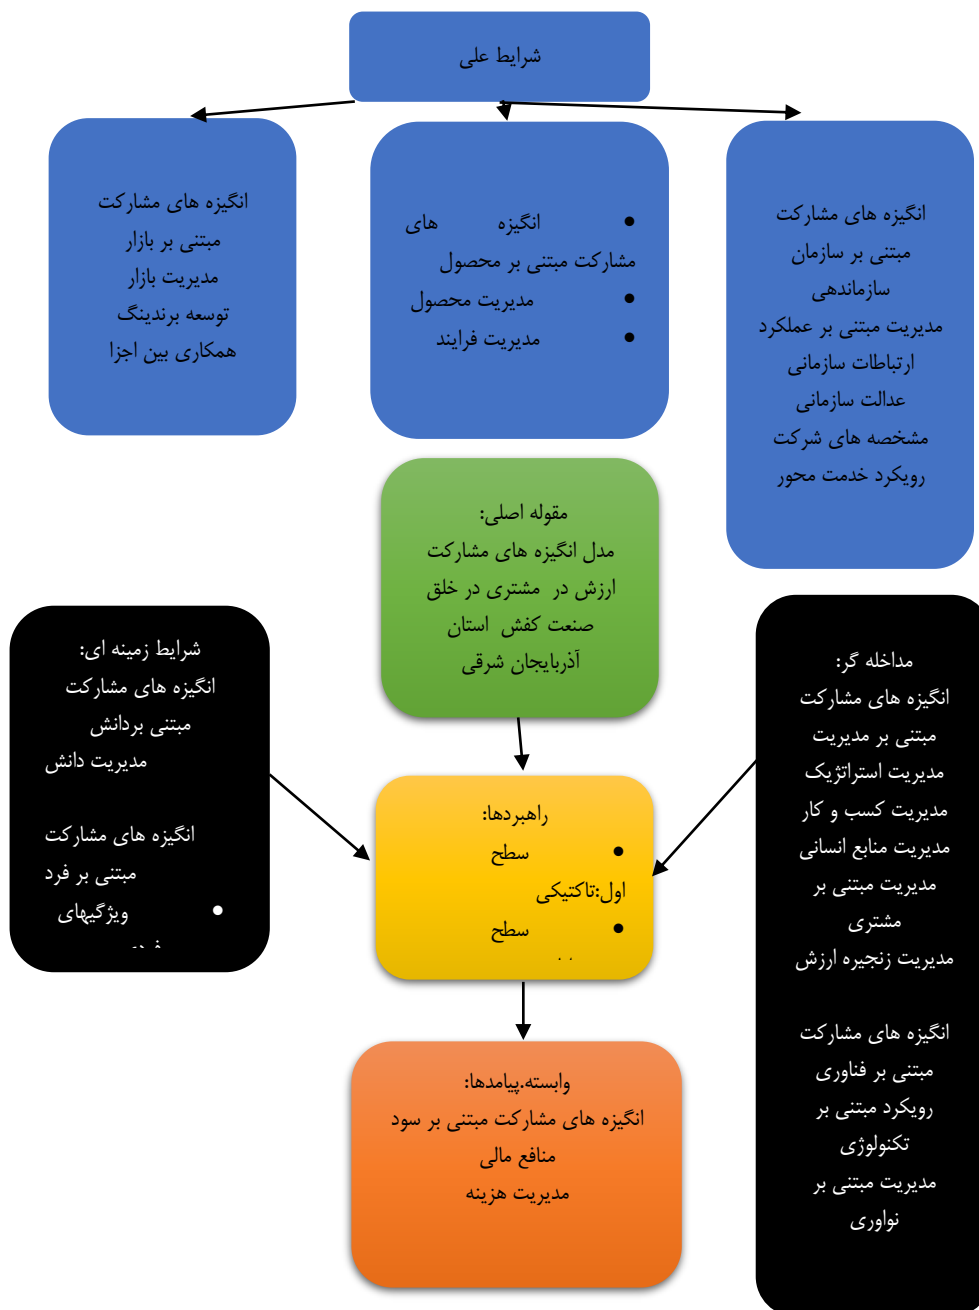 شرایط علی
انگیزه های مشارکت
مبتنی بر سازمان
سازماندهی
مدیریت مبتنی بر عملکرد
ارتباطات سازمانی
عدالت سازمانی
مشخصه های شرکت
رویکرد خدمت محور
• انگیزه های
مشارکت مبتنی بر محصول
• مدیریت محصول
• مدیریت فرایند
انگیزه های مشارکت
مبتنی بر بازار
مدیریت بازار
توسعه برندینگ
همکاری بین اجزا
مقوله اصلی:
مدل انگیزه های مشارکت
ارزش در مشتری در خلق
صنعت کفش استان
آذربایجان شرقی
مداخله گر:
انگیزه های مشارکت
مبتنی بر مدیریت
مدیریت استراتژیک
مدیریت کسب و کار
مدیریت منابع انسانی
مدیریت مبتنی بر
مشتری
مدیریت زنجیره ارزش
انگیزه های مشارکت
مبتنی بر فناوری
رویکرد مبتنی بر
تکنولوژی
مدیریت مبتنی بر
نواوری
شرایط زمینه ای:
انگیزه های مشارکت
مبتنی بردانش
مدیریت دانش
انگیزه های مشارکت
مبتنی بر فرد
• ویژگیهای
راهبردها:
• سطح
اول:تاکتیکی
• سطح
وابسته.پیامدها:
انگیزه های مشارکت مبتنی بر سود
منافع مالی
مدیریت هزینه